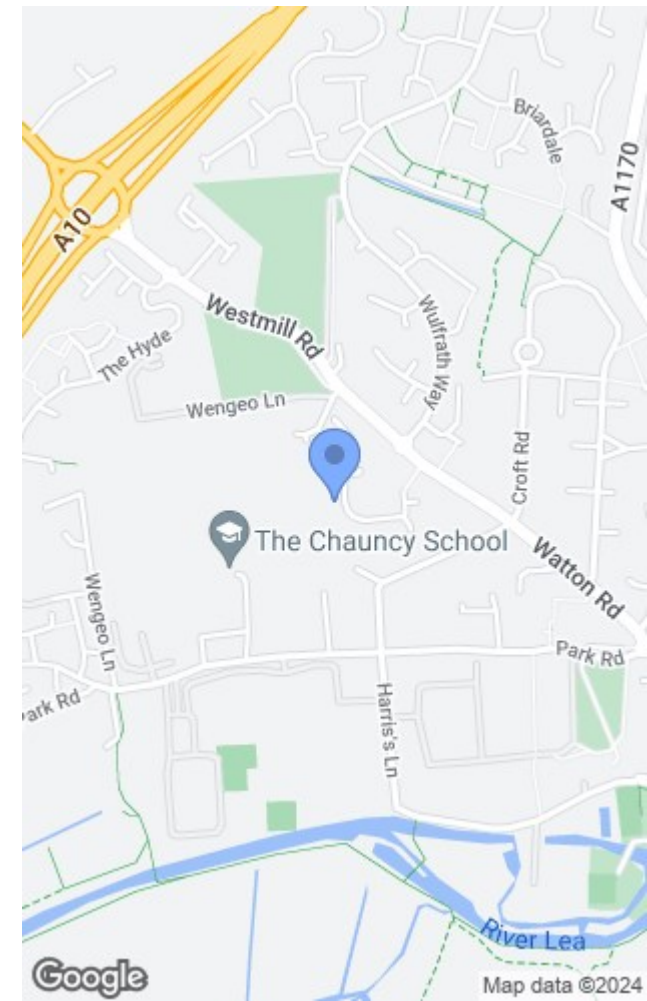 Briardale
A1170
A10
Westmill Rd
Wulfrath Way
The Hyde
Wengeo Ln
Croft Rd
The Chauncy School
Watton Rd
Wengeo Ln
Park Rd
Park Rd
Harris's Ln
River Lea
Google
Map data ©2024